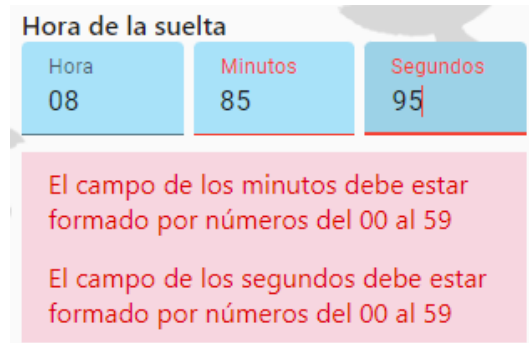 Hora de la suelta
Hora Minutos Segundos
08 85 95
El campo de los minutos debe estar
formado por números del 00 al 59
El campo de los segundos debe estar
formado por números del 00 al 59